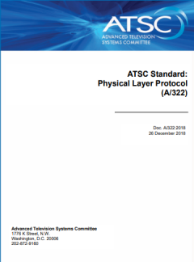 ATSC
ADVANCED TELEVISION
SYSTEMS COMMITTEE
ATSC Standard:
Physical Layer Protocol
(A/322)
Doc. A/322:2018
26 December 2018
Advanced Television Systems Committee
1776 K Street, N.W.
Washington, D.C. 20006
202-872-9160